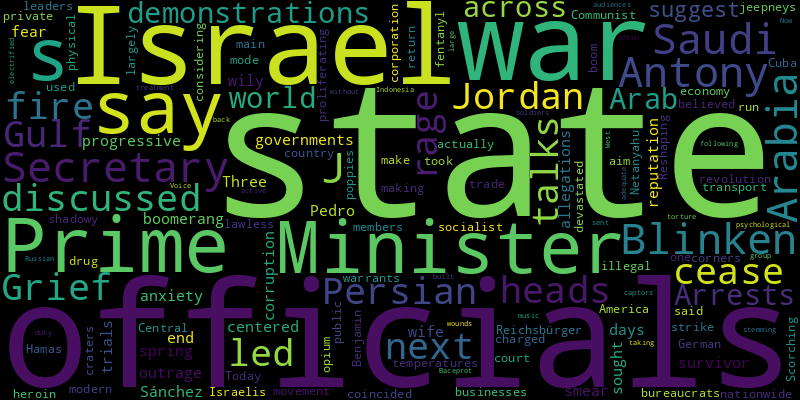 leaders
private
demonstrations
across
audiences
Communist
suggest
jeepneys
Now
fear
physical
largely
s
Israel
considering
main
mode
wily
proliferating
corporation
return
fentanyl
large
war
boom
Saudi
Antony
Cuba
electrified
used
say
treatment
without
Indonesia
fire
world
rage
Jordan
Arab
economy
believed
run
Arabia
Gulf
progressive
back
governments
state
soldiers
talks
allegations
devastated
West
aim
adequate
Netanyahu
reputation
Reshaping
following
revolution
transport
Secretary
country
Three
J
poppies
make
actually
took
making
trade
Voice
active
discussed
boomerang
Pedro
shadowy
lawless
members
socialist
torture
psychological
Prime
Minister
Blinken
Russian
drug
corruption
warrants
built
sent
illegal
onecorners
group
cease
Grief
anxiety
officials
Persian
heads
captors
Arrests
Central
centered
public
Benjamin
wife
music
wounds
Reichsbürger
America
said
duty
Hamas
craters
trials
end
spring
led
opium
next
charged
days
strike
German
stemming
Scorching
outrage
Today
temperatures
Baceprot
court
taking
sought
survivor
heroin
modern
Sánchez
Israelis
movement
coincided
businesses
smear
bureaucrats
nationwide